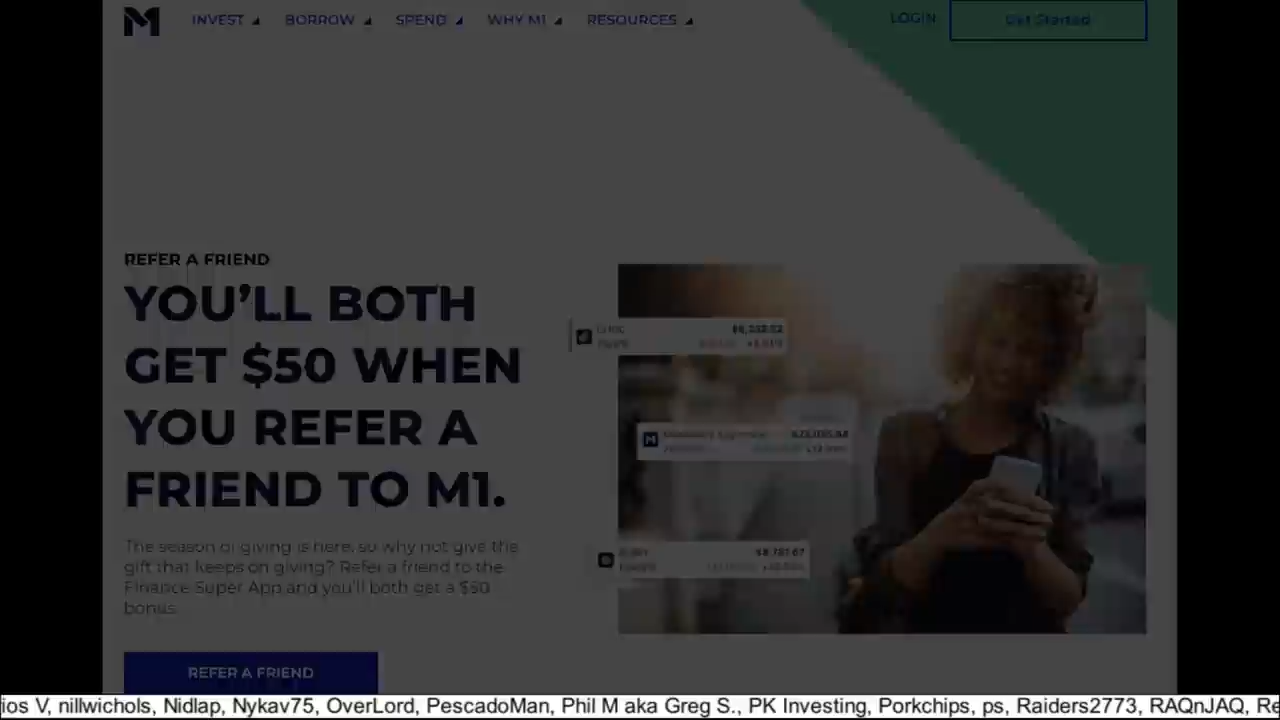 M1
INVEST BORROW SPEND WHY M1 RESOURCES LOGIN Get Started
REFER A FRIEND
YOU'LL BOTH
GET $50 WHEN
YOU REFER A
FRIEND TO M1.
The season of giving is here, so why not give the
gift that keeps on giving? Refer a friend to the
Finance Super App and you'll both get a $50
bonus.
REFER A FRIEND
ios V, nillwichols, Nidlap, Nykav75, OverLord, PescadoMan, Phil M aka Greg S., PK Investing, Porkchips, ps, Raiders2773, RAQnJAQ, Re